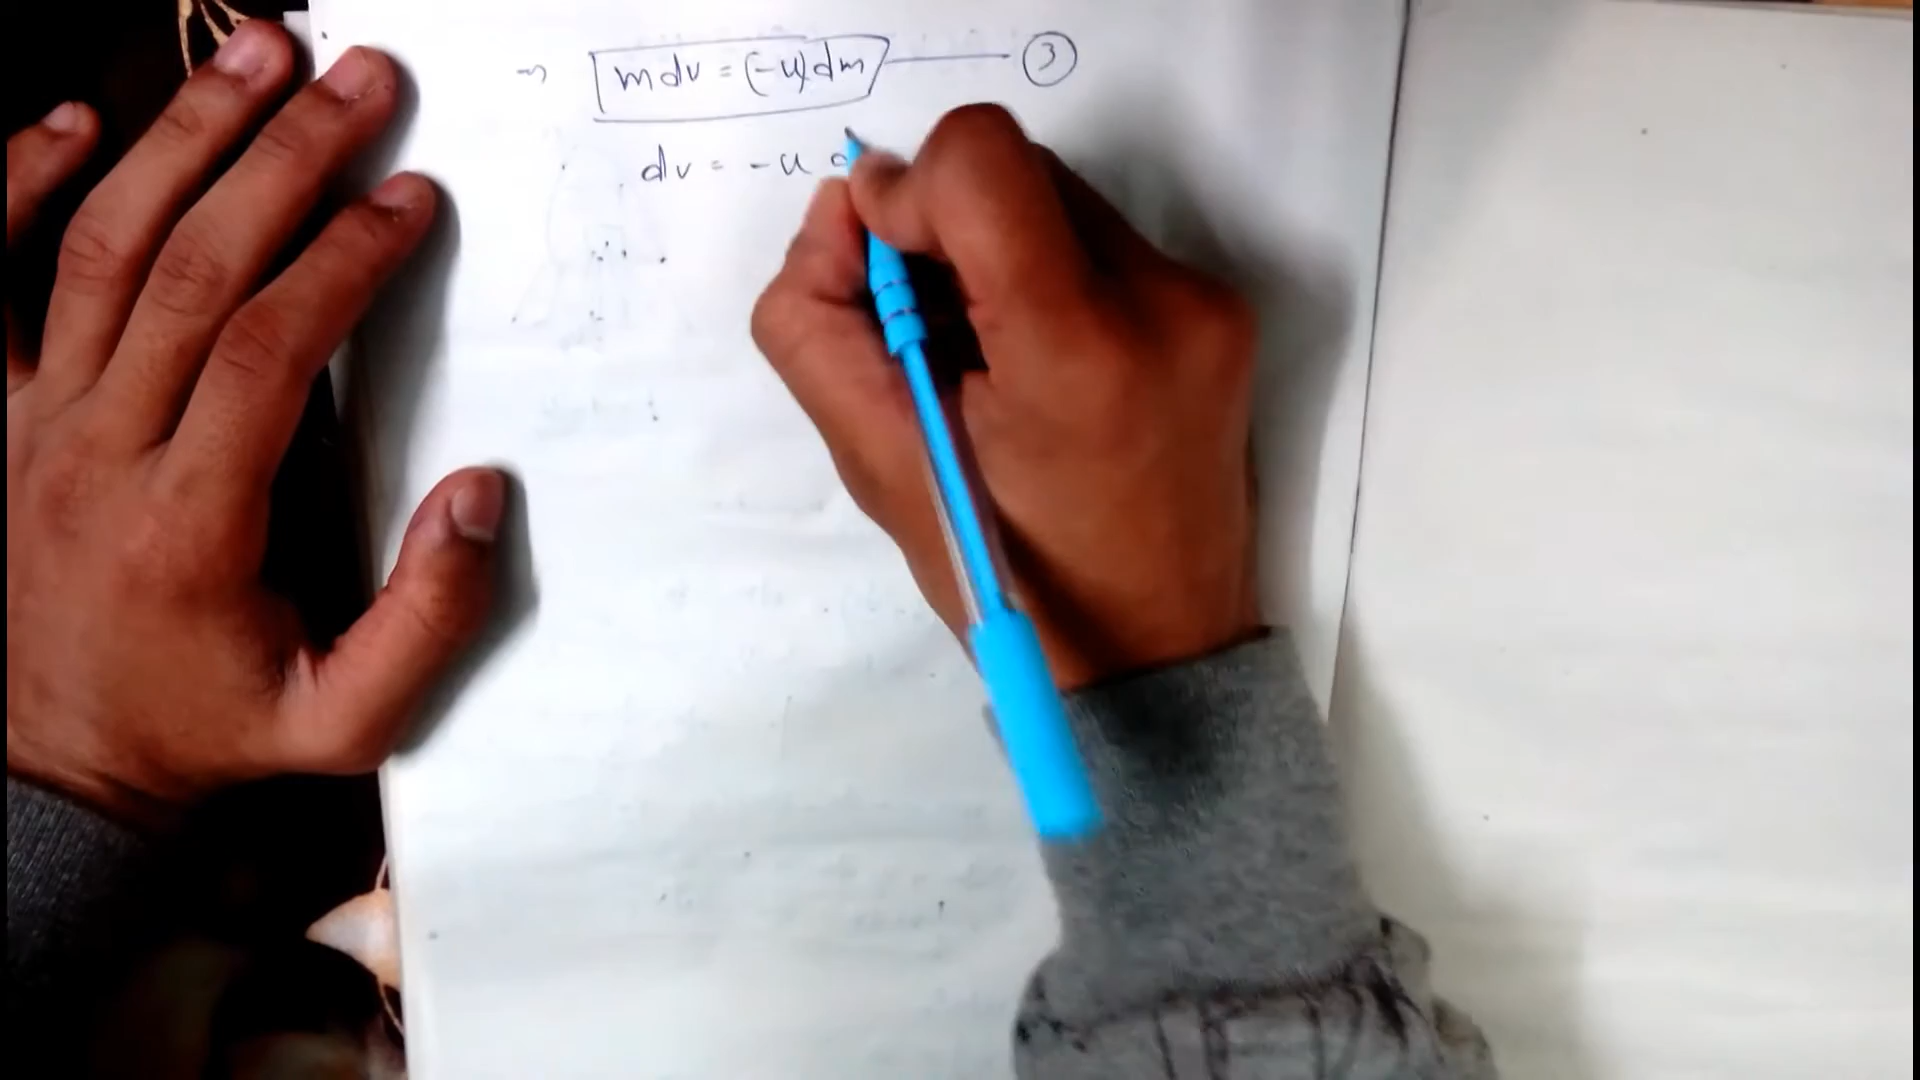 ⇒ m dv = (-u) dm ——— ③
dv = -u d